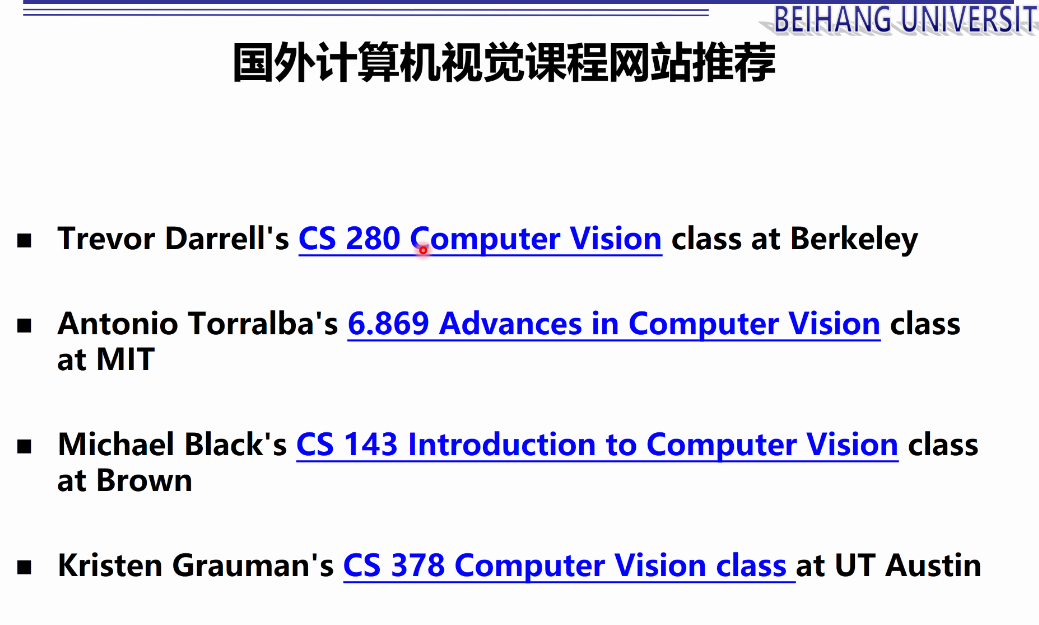 BEIHANG UNIVERSIT
国外计算机视觉课程网站推荐
■ Trevor Darrell's CS 280 Computer Vision class at Berkeley
■ Antonio Torralba's 6.869 Advances in Computer Vision class
at MIT
■ Michael Black's CS 143 Introduction to Computer Vision class
at Brown
■ Kristen Grauman's CS 378 Computer Vision class at UT Austin